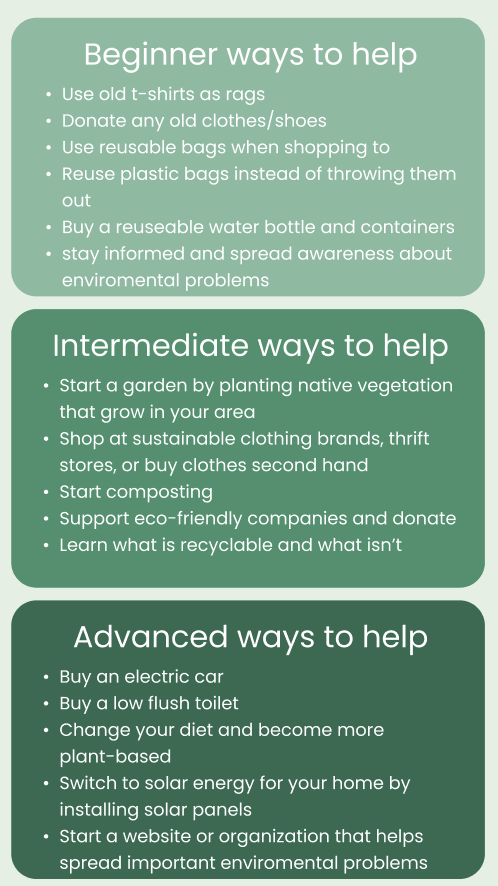 Beginner ways to help
• Use old t-shirts as rags
• Donate any old clothes/shoes
• Use reusable bags when shopping to
• Reuse plastic bags instead of throwing them
out
• Buy a reuseable water bottle and containers
• stay informed and spread awareness about
enviromental problems
Intermediate ways to help
• Start a garden by planting native vegetation
that grow in your area
• Shop at sustainable clothing brands, thrift
stores, or buy clothes second hand
• Start composting
• Support eco-friendly companies and donate
• Learn what is recyclable and what isn’t
Advanced ways to help
• Buy an electric car
• Buy a low flush toilet
• Change your diet and become more
plant-based
• Switch to solar energy for your home by
installing solar panels
• Start a website or organization that helps
spread important enviromental problems